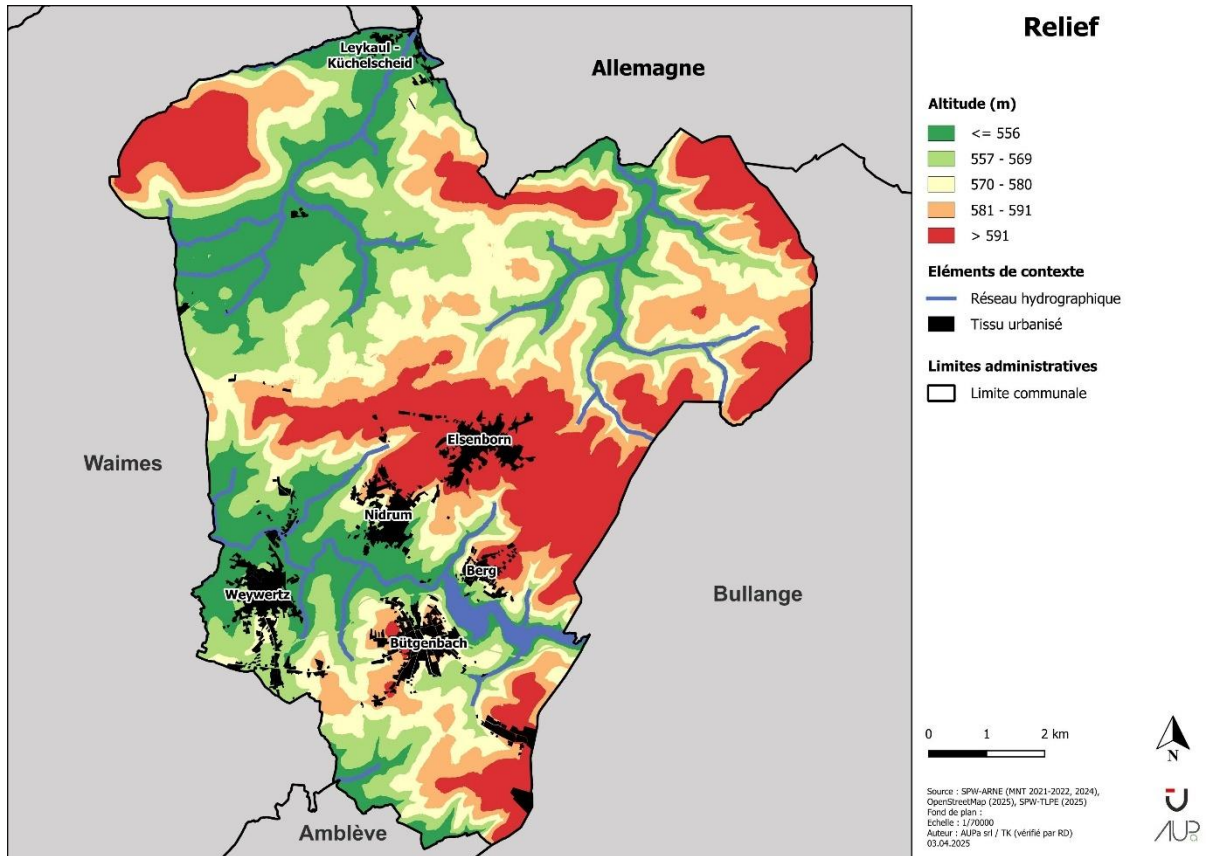 Relief
Leykaul -
Küchelscheid
Allemagne
Elsenborn
Waimes
Nidrum
Berg
Weywertz
Bullange
Bütgenbach
Amblève
Altitude (m)
<= 556
557 - 569
570 - 580
581 - 591
> 591
Eléments de contexte
Réseau hydrographique
Tissu urbanisé
Limites administratives
Limite communale
0 1 2 km
N
Source : SPW-ARNE (MNT 2021-2022, 2024),
OpenStreetMap (2025), SPW-TLPE (2025)
Fond de plan :
Echelle : 1/70000
Auteur : AUPa srl / TK (vérifié par RD)
03.04.2025
AUPa